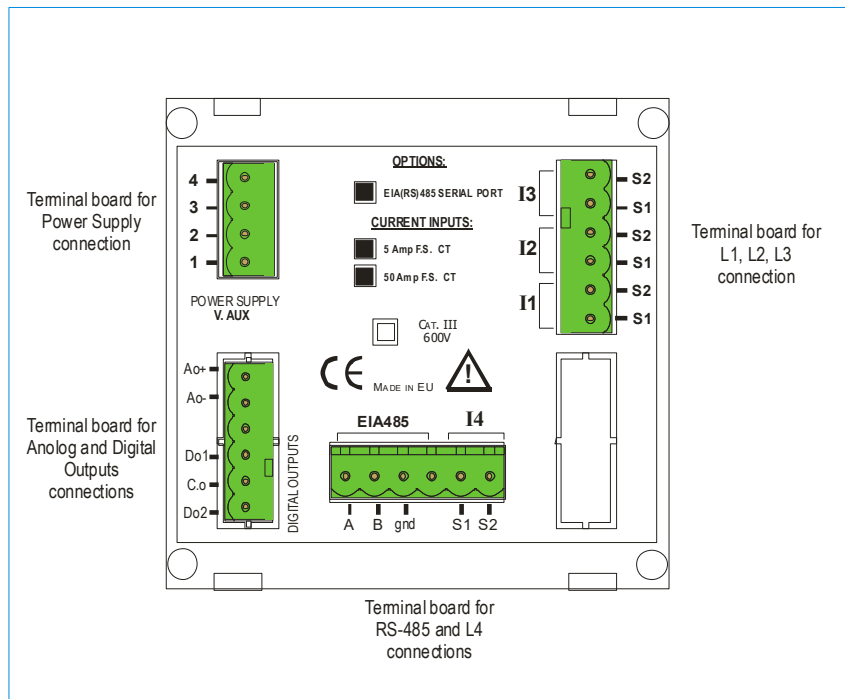 OPTIONS:
EIA(RS)485 SERIAL PORT
CURRENT INPUTS:
5 Amp F.S. CT
50 Amp F.S. CT
4
3
2
1
POWER SUPPLY
V. AUX
Terminal board for
Power Supply
connection
I3
I2
I1
S2
S1
S2
S1
S2
S1
Terminal board for
L1, L2, L3
connection
CAT. III
600V
CE
MADE IN EU
!
Ao+
Ao-
Do1
C.o
Do2
DIGITAL OUTPUTS
Terminal board for
Anolog and Digital
Outputs
connections
EIA485
I4
A B gnd S1 S2
Terminal board for
RS-485 and L4
connections